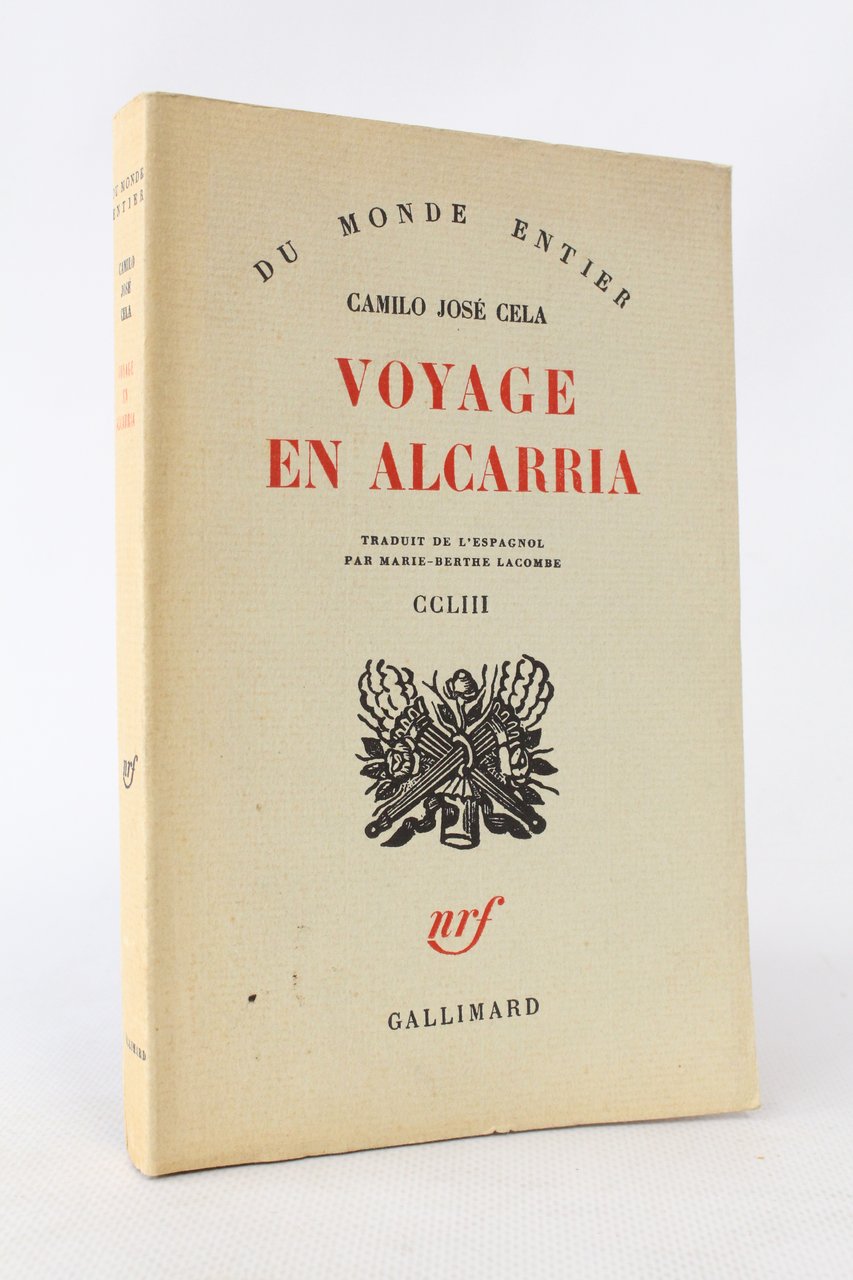 DU MONDE
ENTIER
CAMILO
JOSÉ
CELA
VOYAGE
EN
ALCARRIA
nrf
GALLIMARD
DU MONDE ENTIER
CAMILO JOSÉ CELA
VOYAGE
EN ALCARRIA
TRADUIT DE L'ESPAGNOL
PAR MARIE-BERTHE LACOMBE
CCLIII
nrf
GALLIMARD